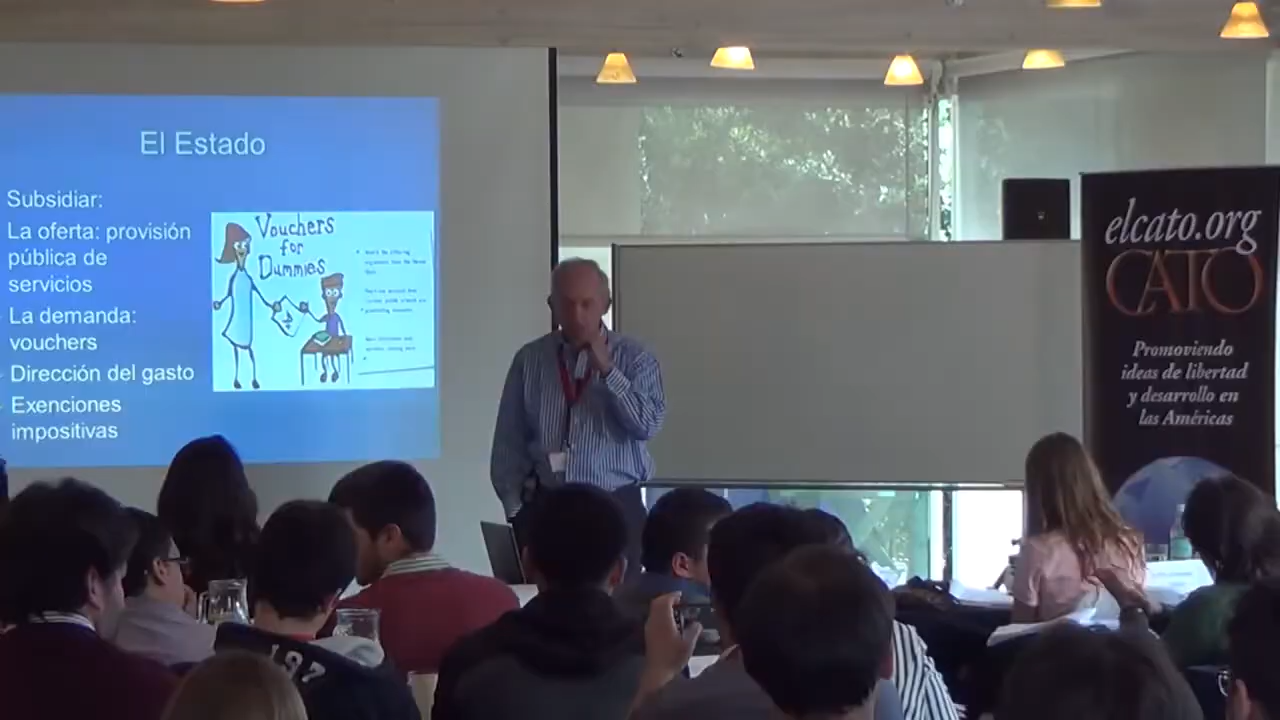 El Estado
Subsidiar:
La oferta: provisión
pública de
servicios
La demanda:
vouchers
Dirección del gasto
Exenciones
impositivas
Vouchers
for
Dummies
elcato.org
CATO
Promoviendo
ideas de libertad
y desarrollo en
las Américas
187